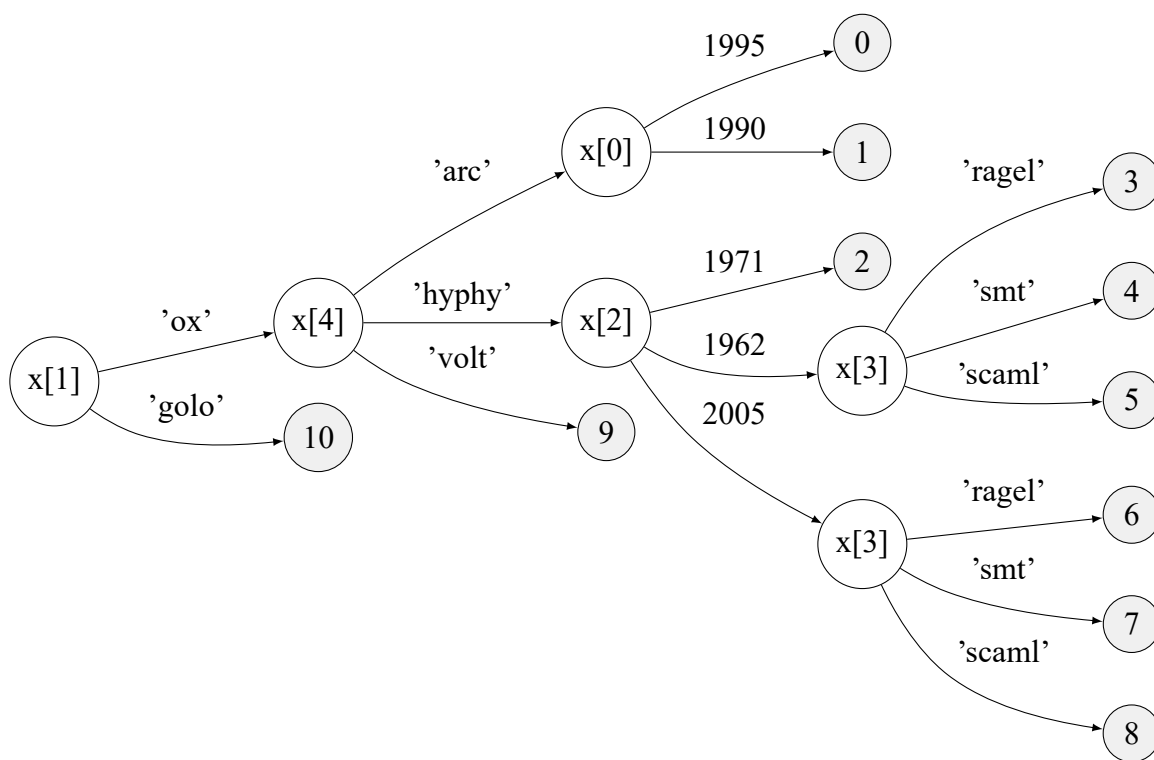 1995
0
x[0]
1990
1
'arc'
'ragel'
3
1971
2
'smt'
4
'ox'
x[4]
'hyphy'
x[2]
1962
x[3]
'scaml'
5
x[1]
'volt'
'golo'
10
9
2005
'ragel'
6
x[3]
'smt'
7
'scaml'
8